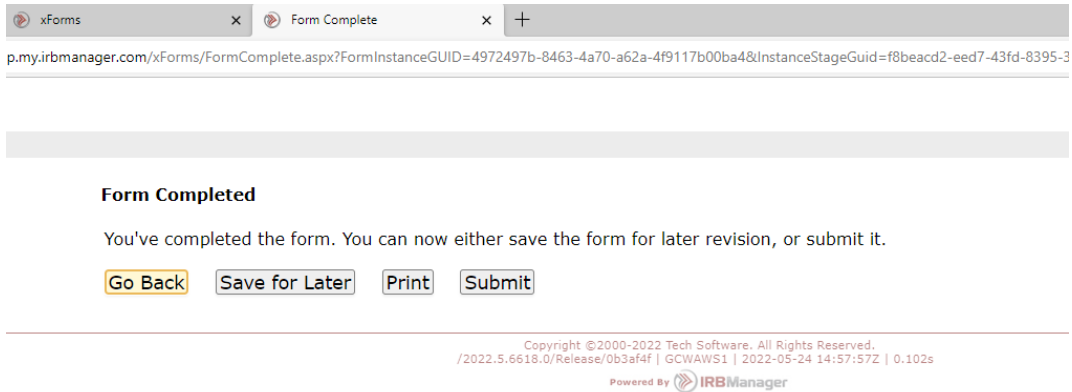 xForms
Form Complete
p.my.irbmanager.com/xForms/FormComplete.aspx?FormInstanceGUID=4972497b-8463-4a70-a62a-4f9117b00ba4&InstanceStageGuid=f8beacd2-eed7-43fd-8395-3
Form Completed
You've completed the form. You can now either save the form for later revision, or submit it.
Go Back Save for Later Print Submit
Copyright ©2000-2022 Tech Software. All Rights Reserved.
/2022.5.6618.0/Release/0b3af4f | GCWAWS1 | 2022-05-24 14:57:57Z | 0.102s
Powered By IRBManager